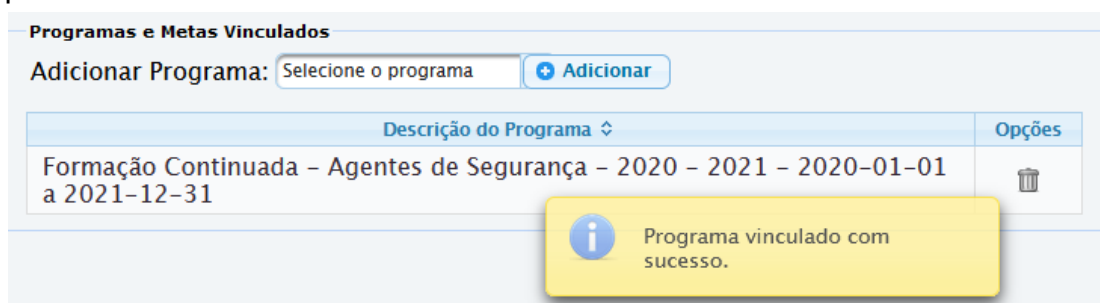 Programas e Metas Vinculados
Adicionar Programa: Selecione o programa Adicionar
Descrição do Programa Opções
Formação Continuada – Agentes de Segurança – 2020 – 2021 – 2020-01-01
a 2021-12-31
Programa vinculado com
sucesso.